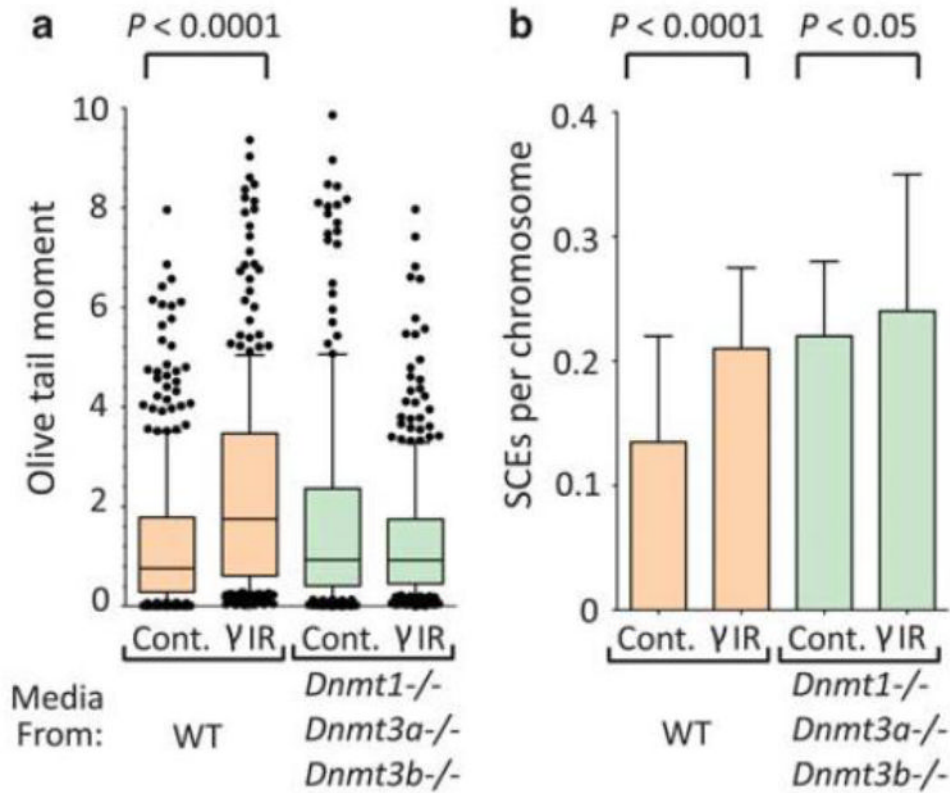 a
P < 0.0001
Olive tail moment
10
8
6
4
2
0
Cont. γIR Cont. γIR
Media
From:
WT
Dnmt1-/-
Dnmt3a-/-
Dnmt3b-/-
b
P < 0.0001 P < 0.05
SCEs per chromosome
0.4
0.3
0.2
0.1
0
Cont. γIR Cont. γIR
WT
Dnmt1-/-
Dnmt3a-/-
Dnmt3b-/-